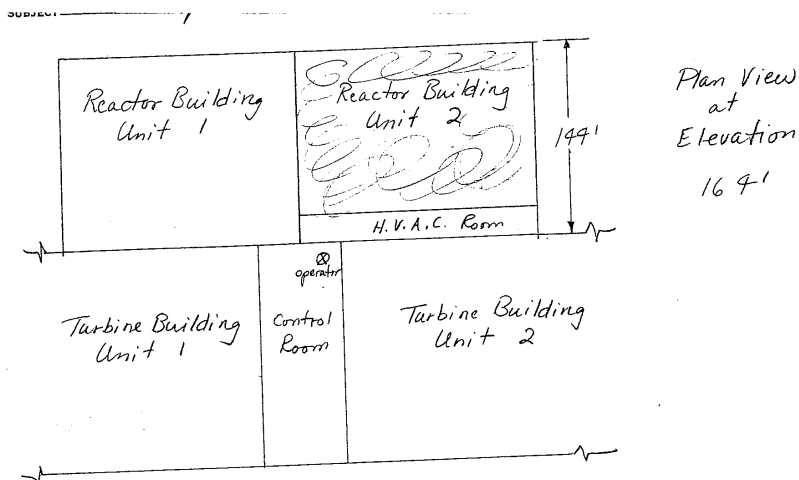 SUBJECT
Reactor Building
Unit 1
Reactor Building
Unit 2
144'
Plan View
at
Elevation
164'
H.V.A.C. Room
operator
Turbine Building
Unit 1
Control
Room
Turbine Building
Unit 2